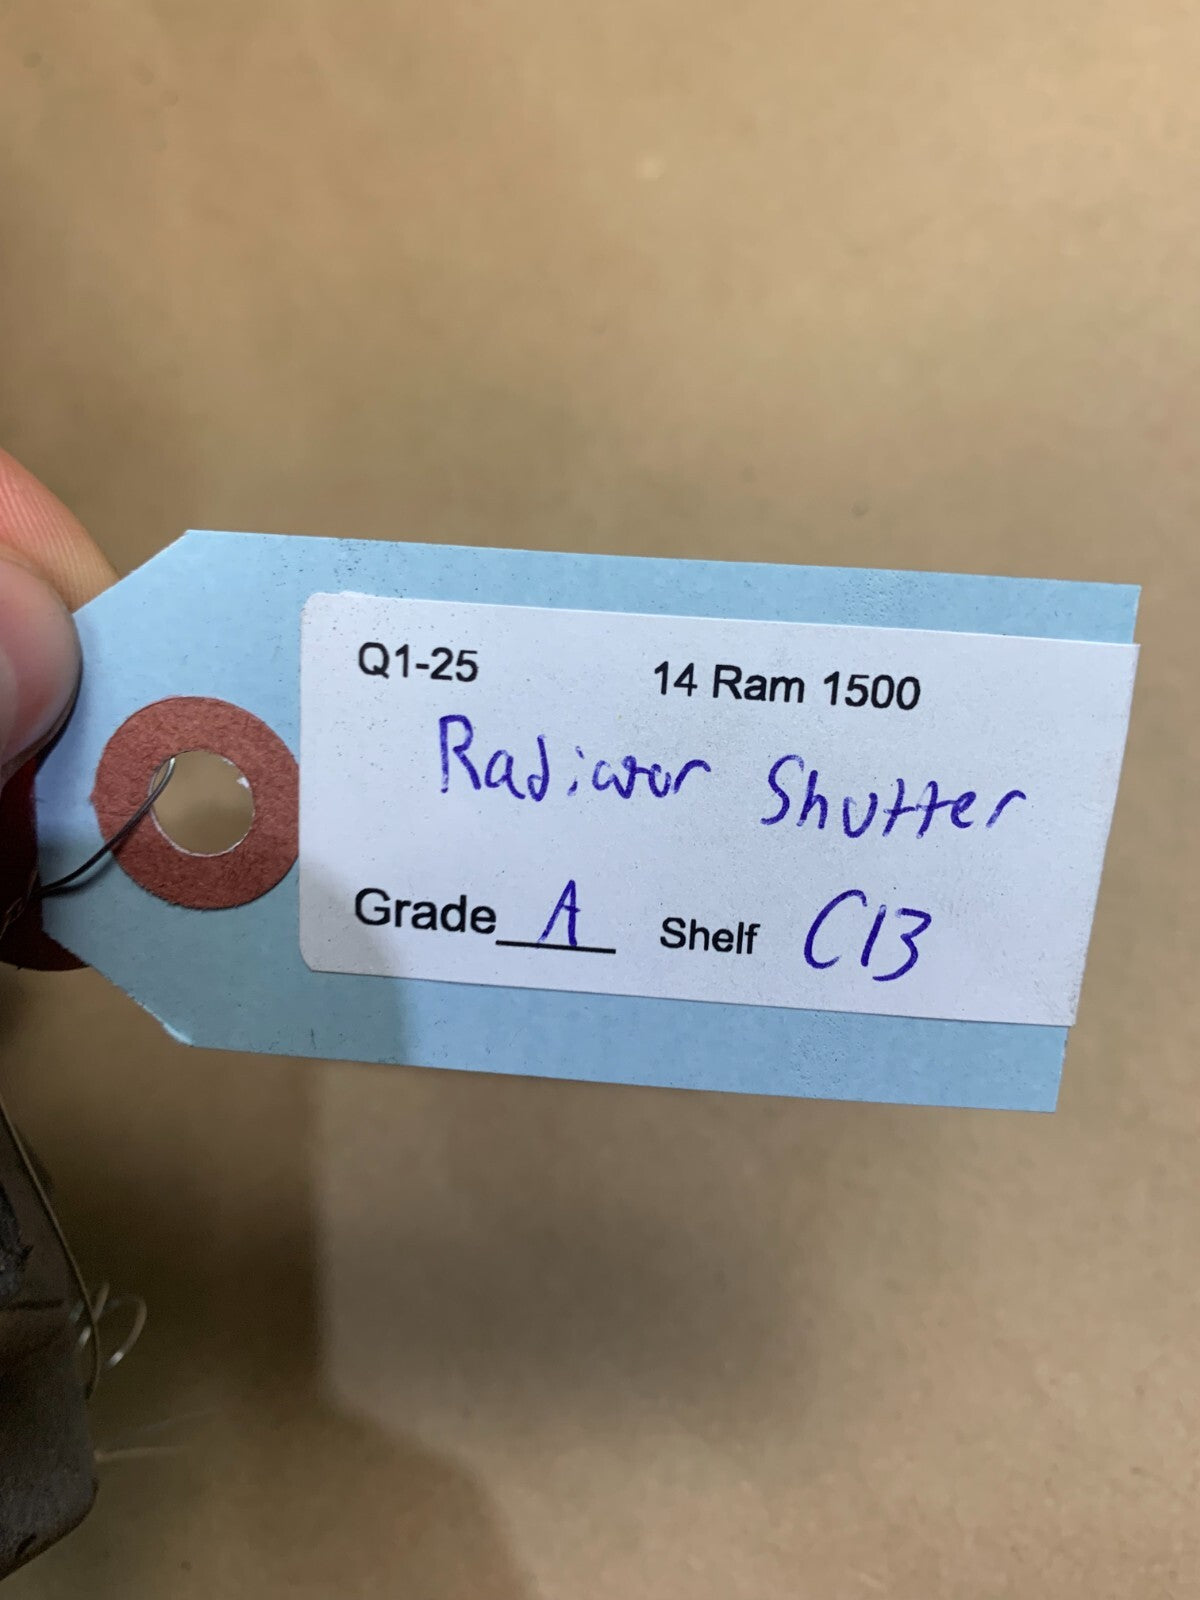 Q1-25 14 Ram 1500
Radiator Shutter
Grade A Shelf C13